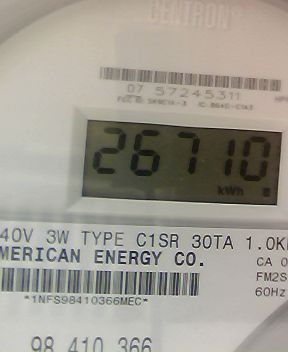 CENTRON®
07 57245311
26710
kWh
40V 3W TYPE C1SR 30TA 1.0K
MERICAN ENERGY CO.
CA 0
FM2S
60Hz
*1NFS98410366MEC*
98 410 366